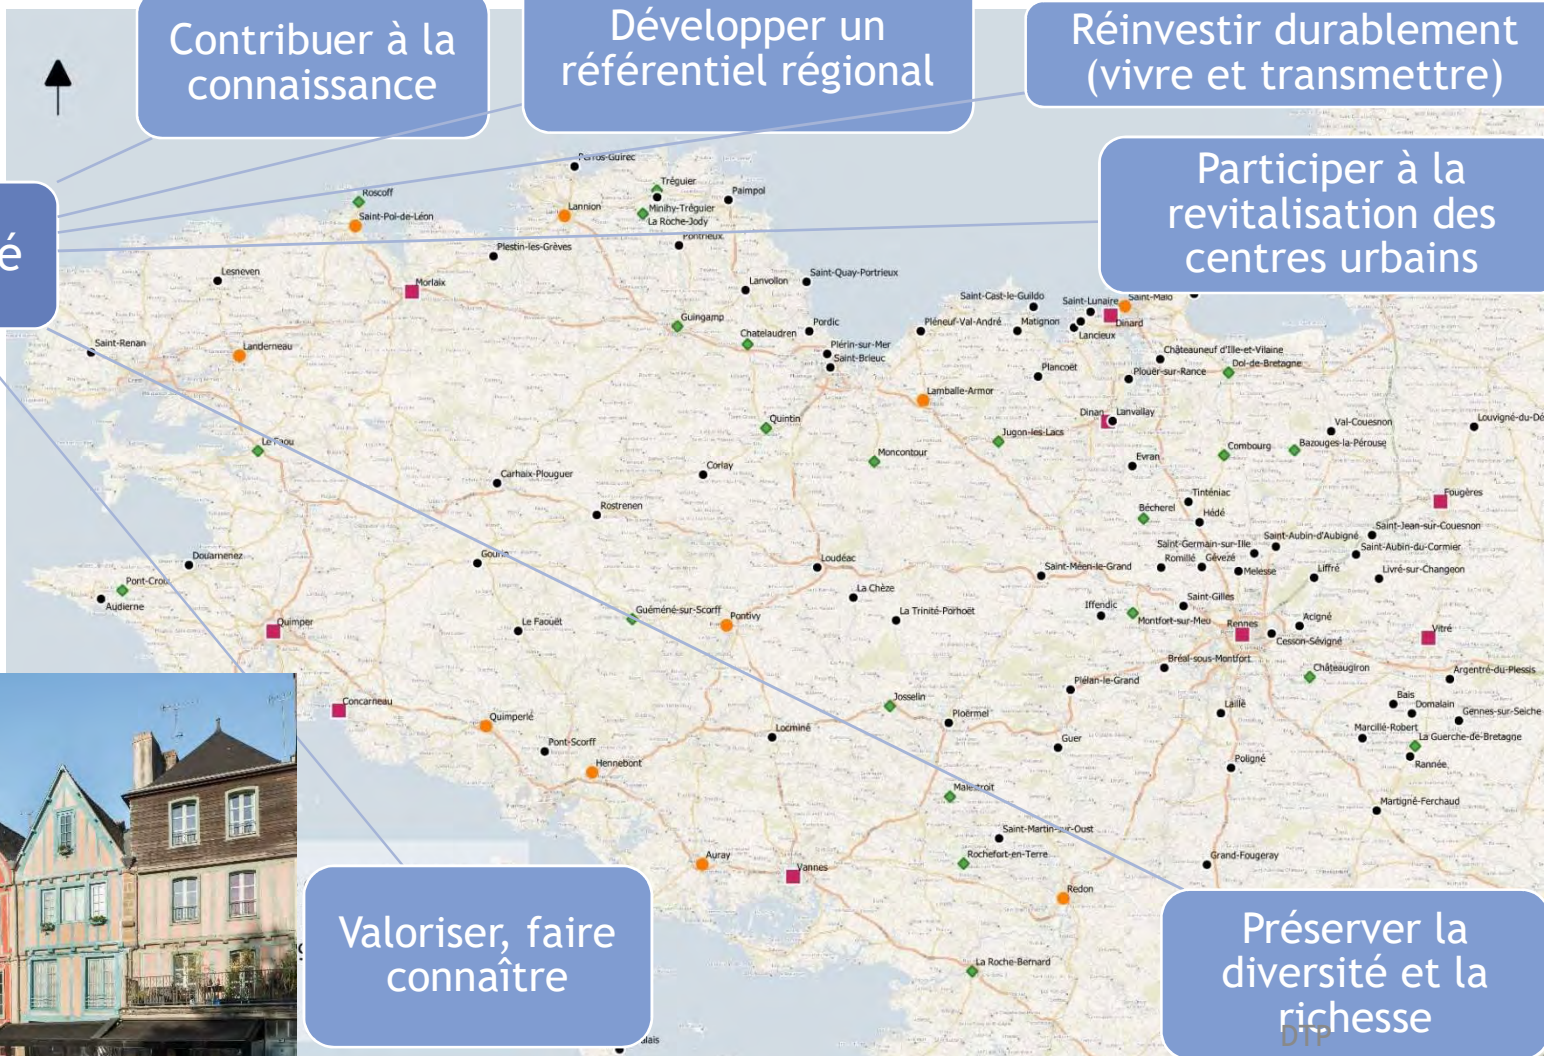 Contribuer à la
connaissance
Développer un
référentiel régional
Réinvestir durablement
(vivre et transmettre)
Participer à la
revitalisation des
centres urbains
é
Perros-Guirec
Tréguier
Paimpol
Roscoff
Lannion
Minihy-Tréguier
La Roche-Jody
Saint-Pol-de-Léon
Pontrieux
Plestin-les-Grèves
Lesneven
Morlaix
Lanvollon
Saint-Quay-Portrieux
Saint-Cast-le-Guildo
Saint-Lunaire
Saint-Malo
Guingamp
Pordic
Pléneuf-Val-André
Matignon
Dinard
Lancieux
Chatelaudren
Saint-Renan
Landerneau
Plérin-sur-Mer
Saint-Brieuc
Châteauneuf d'Ille-et-Vilaine
Dol-de-Bretagne
Plancoët
Plouër-sur-Rance
Lamballe-Armor
Quintin
Dinan
Lanvallay
Val-Couesnon
Louvigné-du-Dé
Le Faou
Jugon-les-Lacs
Combourg
Bazouges-la-Pérouse
Moncontour
Evran
Carhaix-Plouguer
Corlay
Tinténiac
Fougères
Rostrenen
Bécherel
Hédé
Saint-Jean-sur-Couesnon
Saint-Germain-sur-Ille
Saint-Aubin-d'Aubigné
Saint-Aubin-du-Cormier
Douarnenez
Gourin
Loudéac
Saint-Méen-le-Grand
Romillé
Gévezé
Melesse
Liffré
Livré-sur-Changeon
Pont-Croix
Audierne
La Chèze
La Trinité-Porhoët
Iffendic
Saint-Gilles
Guéméné-sur-Scorff
Pontivy
Montfort-sur-Meu
Rennes
Acigné
Vitré
Quimper
Le Faouët
Cesson-Sévigné
Bréal-sous-Montfort
Châteaugiron
Argentré-du-Plessis
Plélan-le-Grand
Concarneau
Josselin
Bais
Domalain
Gennes-sur-Seiche
Quimperlé
Ploërmel
Laillé
Marcillé-Robert
La Guerche-de-Bretagne
Pont-Scorff
Locminé
Guer
Rannée
Hennebont
Poligné
Malestroit
Martigné-Ferchaud
Saint-Martin-sur-Oust
Auray
Vannes
Rochefort-en-Terre
Grand-Fougeray
Redon
La Roche-Bernard
Valoriser, faire
connaître
Préserver la
diversité et la
richesse
DTP
alais